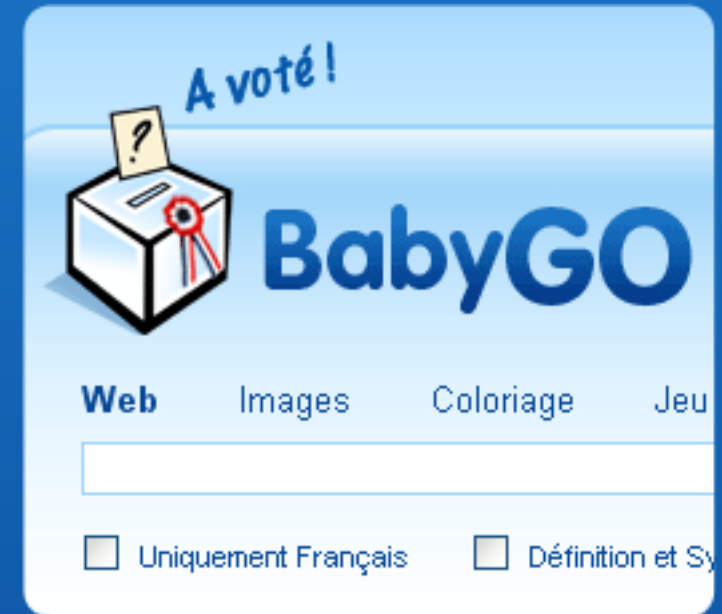 A voté !
?
BabyGO
Web Images Coloriage Jeu
Uniquement Français Définition et Sy